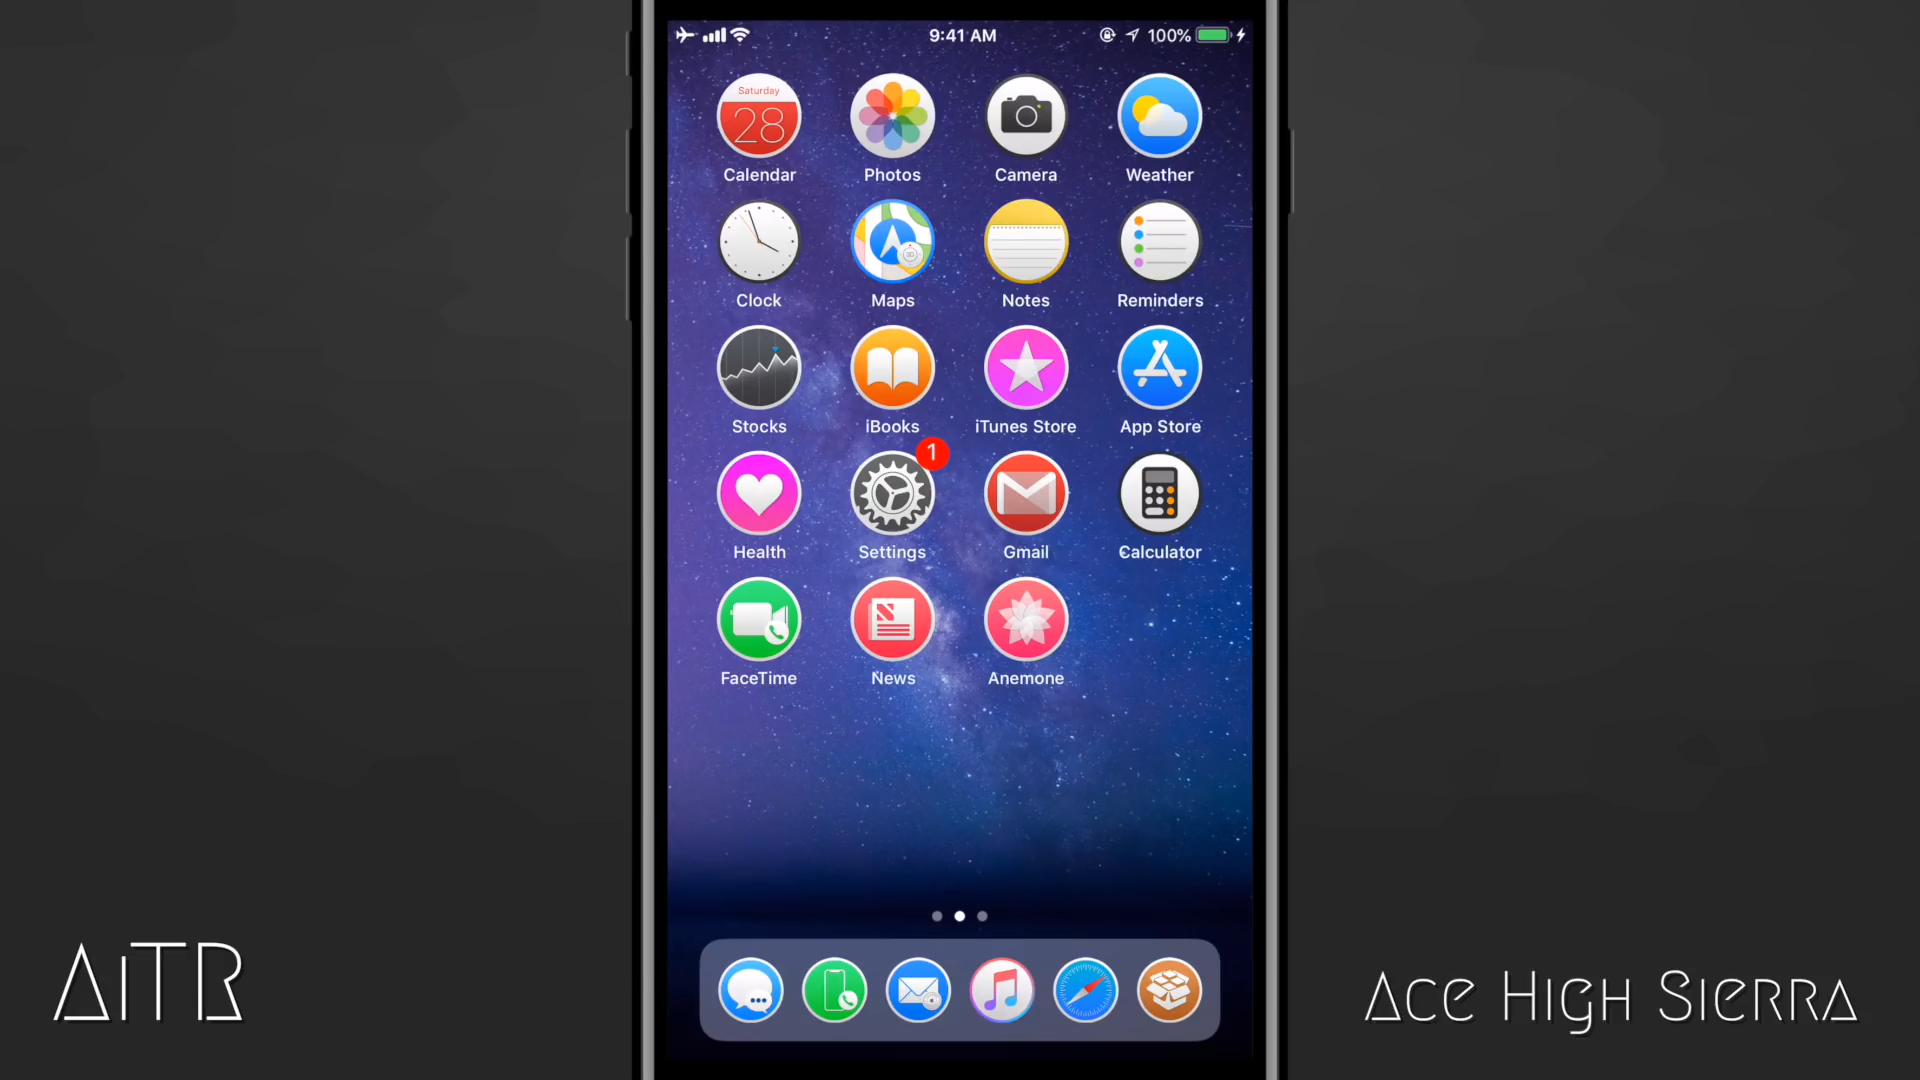 9:41 AM 100%
Saturday
28
Calendar Photos Camera Weather
3D
Clock Maps Notes Reminders
Stocks iBooks iTunes Store App Store
1
Health Settings Gmail Calculator
FaceTime News Anemone
AiTR
Ace High Sierra